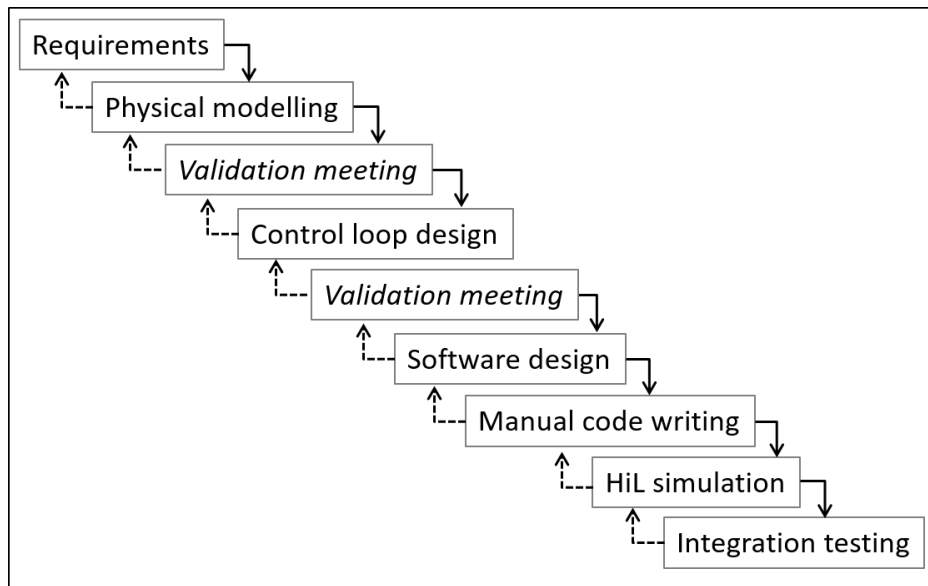 Requirements
Physical modelling
Validation meeting
Control loop design
Validation meeting
Software design
Manual code writing
HiL simulation
Integration testing